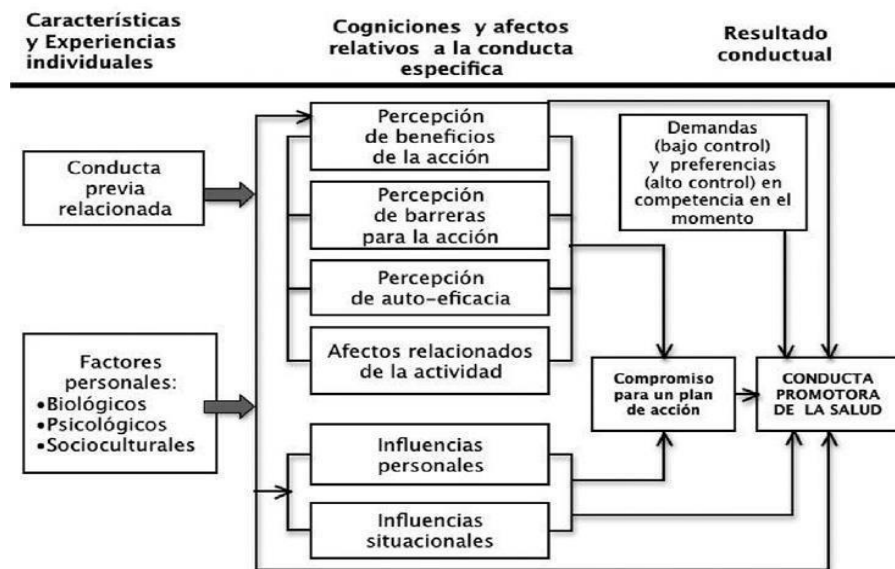 Características
y Experiencias
individuales
Cogniciones y afectos
relativos a la conducta
especifica
Resultado
conductual
Conducta
previa
relacionada
Factores
personales:
•Biológicos
•Psicológicos
•Socioculturales
Percepción
de beneficios
de la acción
Percepción
de barreras
para la acción
Percepción
de auto-eficacia
Afectos relacionados
de la actividad
Influencias
personales
Influencias
situacionales
Demandas
(bajo control)
y preferencias
(alto control) en
competencia en el
momento
Compromiso
para un plan
de acción
CONDUCTA
PROMOTORA
DE LA SALUD